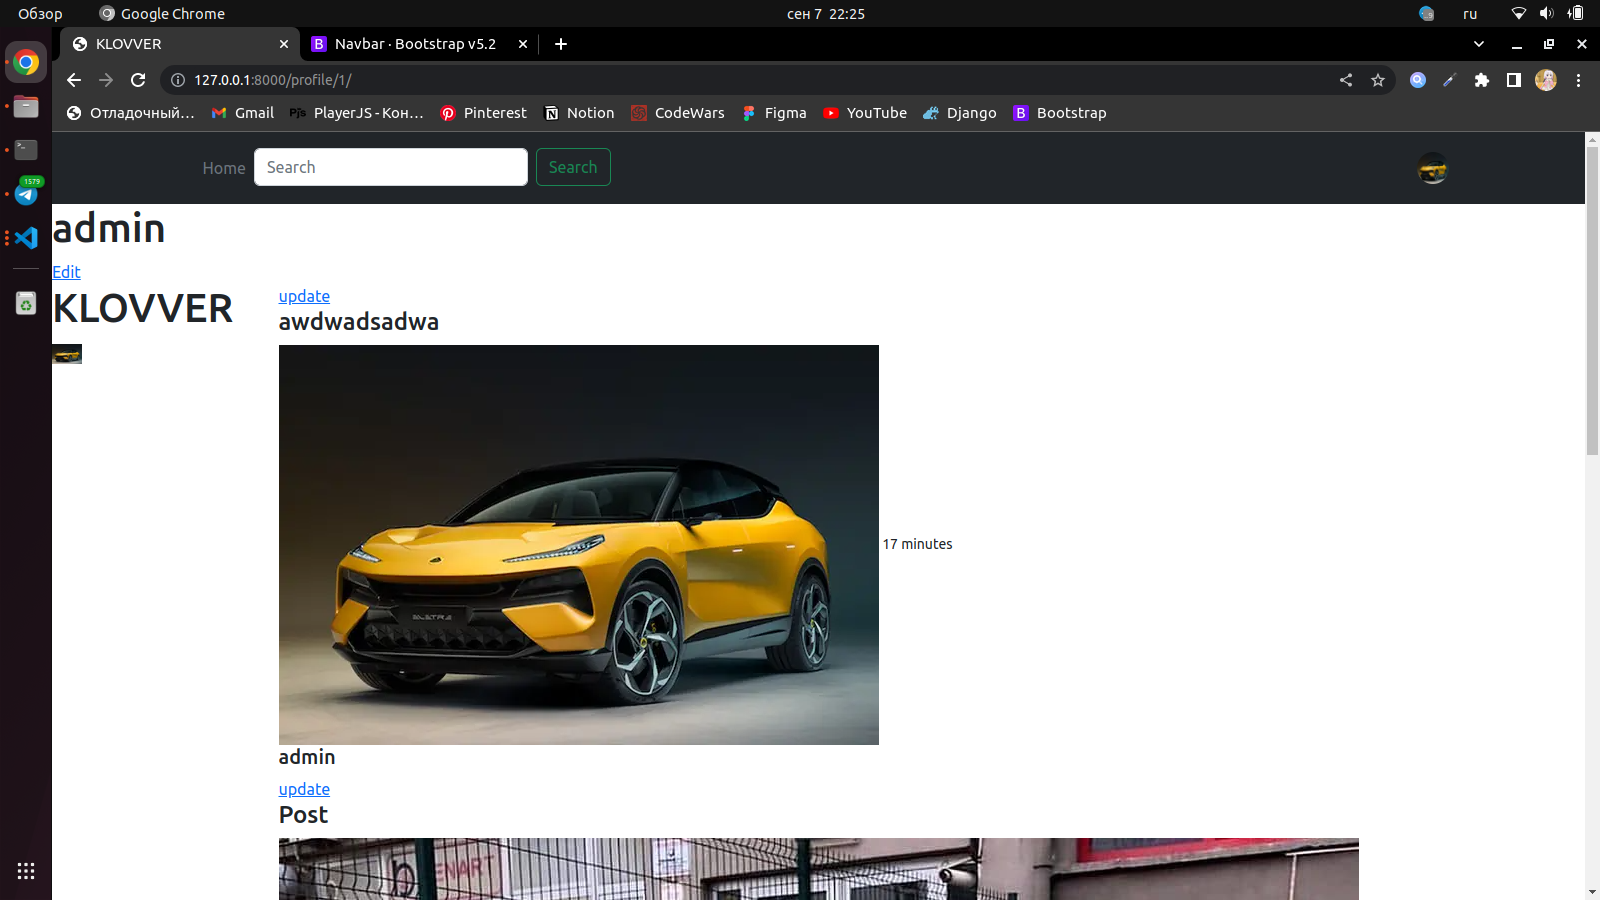 Обзор
Google Chrome
сен 7 22:25
ru
KLOVVER
Navbar · Bootstrap v5.2
127.0.0.1:8000/profile/1/
Отладочный…
Gmail
PJs PlayerJS - Кон…
Pinterest
Notion
CodeWars
Figma
YouTube
Django
B Bootstrap
1579
Home
Search
Search
admin
Edit
KLOVVER
update
awdwadsadwa
17 minutes
admin
update
Post
ENART